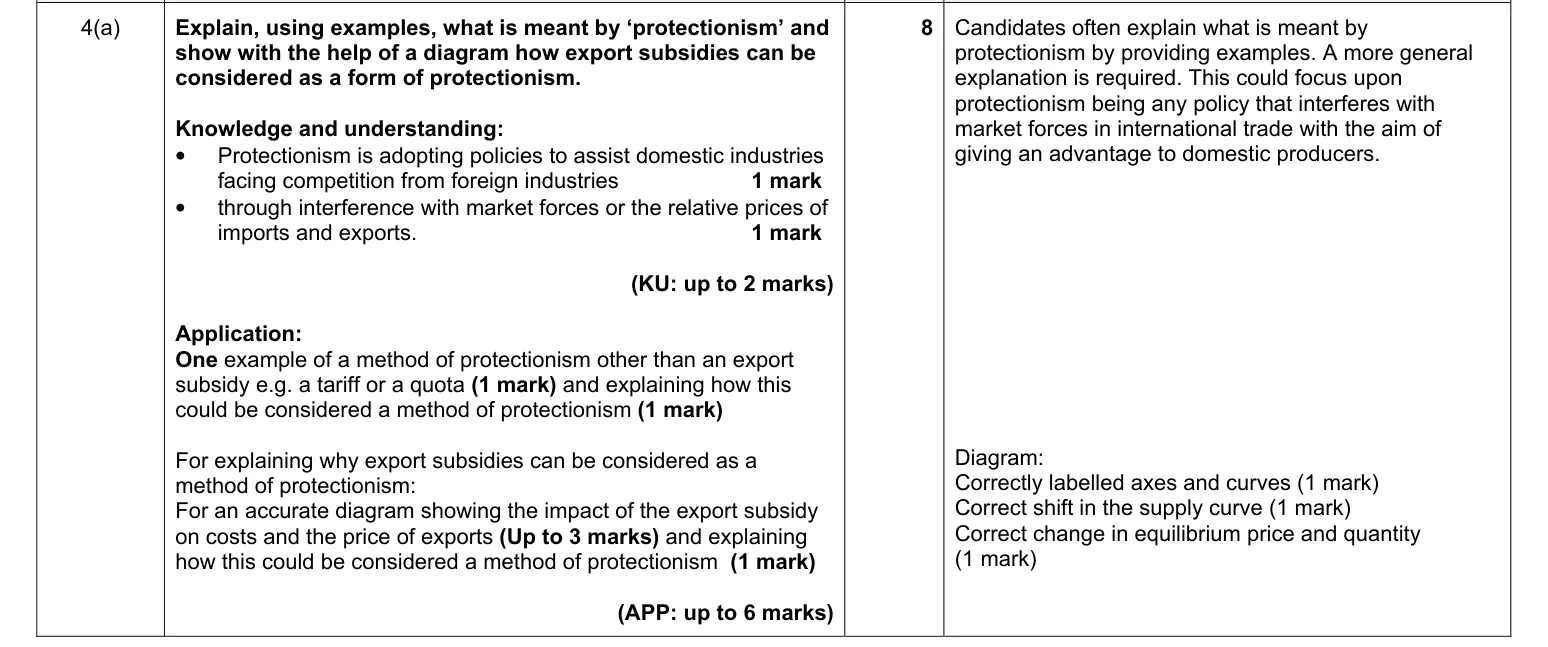 4(a)
Explain, using examples, what is meant by ‘protectionism’ and
show with the help of a diagram how export subsidies can be
considered as a form of protectionism.
Knowledge and understanding:
• Protectionism is adopting policies to assist domestic industries
facing competition from foreign industries 1 mark
• through interference with market forces or the relative prices of
imports and exports. 1 mark
(KU: up to 2 marks)
Application:
One example of a method of protectionism other than an export
subsidy e.g. a tariff or a quota (1 mark) and explaining how this
could be considered a method of protectionism (1 mark)
For explaining why export subsidies can be considered as a
method of protectionism:
For an accurate diagram showing the impact of the export subsidy
on costs and the price of exports (Up to 3 marks) and explaining
how this could be considered a method of protectionism (1 mark)
(APP: up to 6 marks)
8
Candidates often explain what is meant by
protectionism by providing examples. A more general
explanation is required. This could focus upon
protectionism being any policy that interferes with
market forces in international trade with the aim of
giving an advantage to domestic producers.
Diagram:
Correctly labelled axes and curves (1 mark)
Correct shift in the supply curve (1 mark)
Correct change in equilibrium price and quantity
(1 mark)